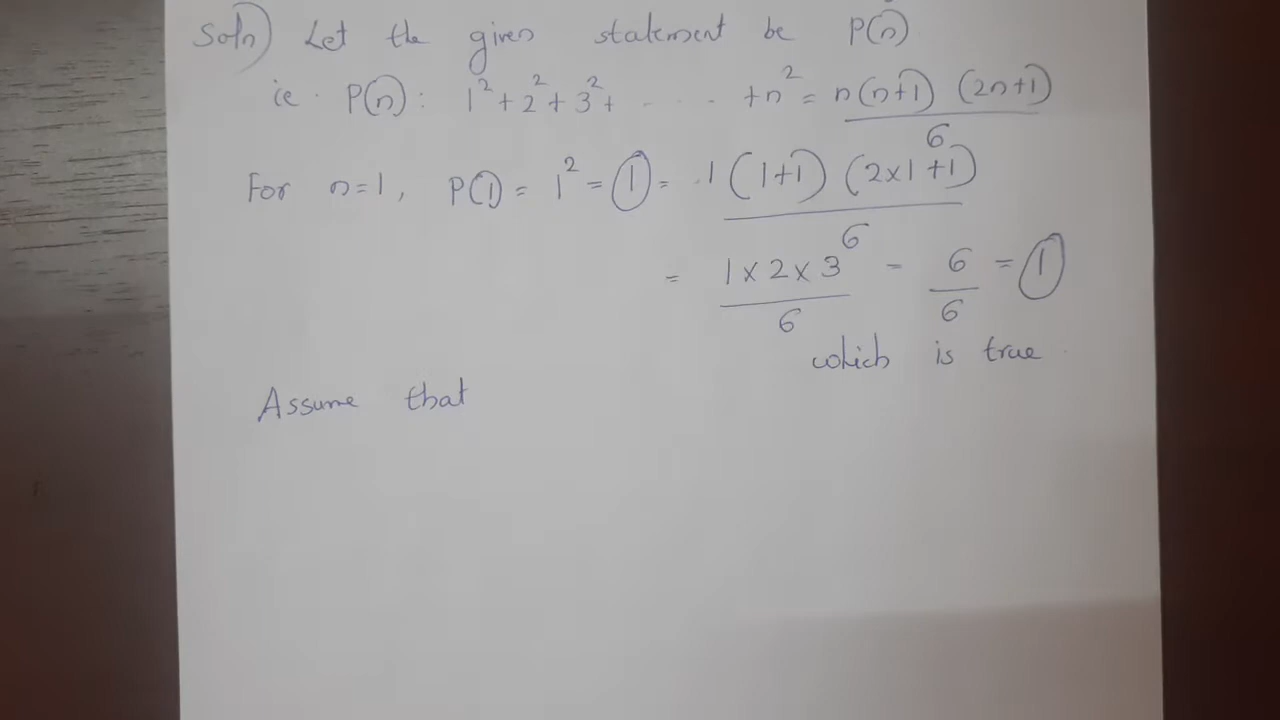 Soln) Let the given statement be P(n)
ie. P(n) : 1² + 2² + 3² + . . . . +n² = n(n+1) (2n+1) / 6
For n=1, P(1) = 1² = 1 = 1 (1+1) (2×1+1) / 6
= 1×2×3 / 6 = 6 / 6 = 1
which is true.
Assume that